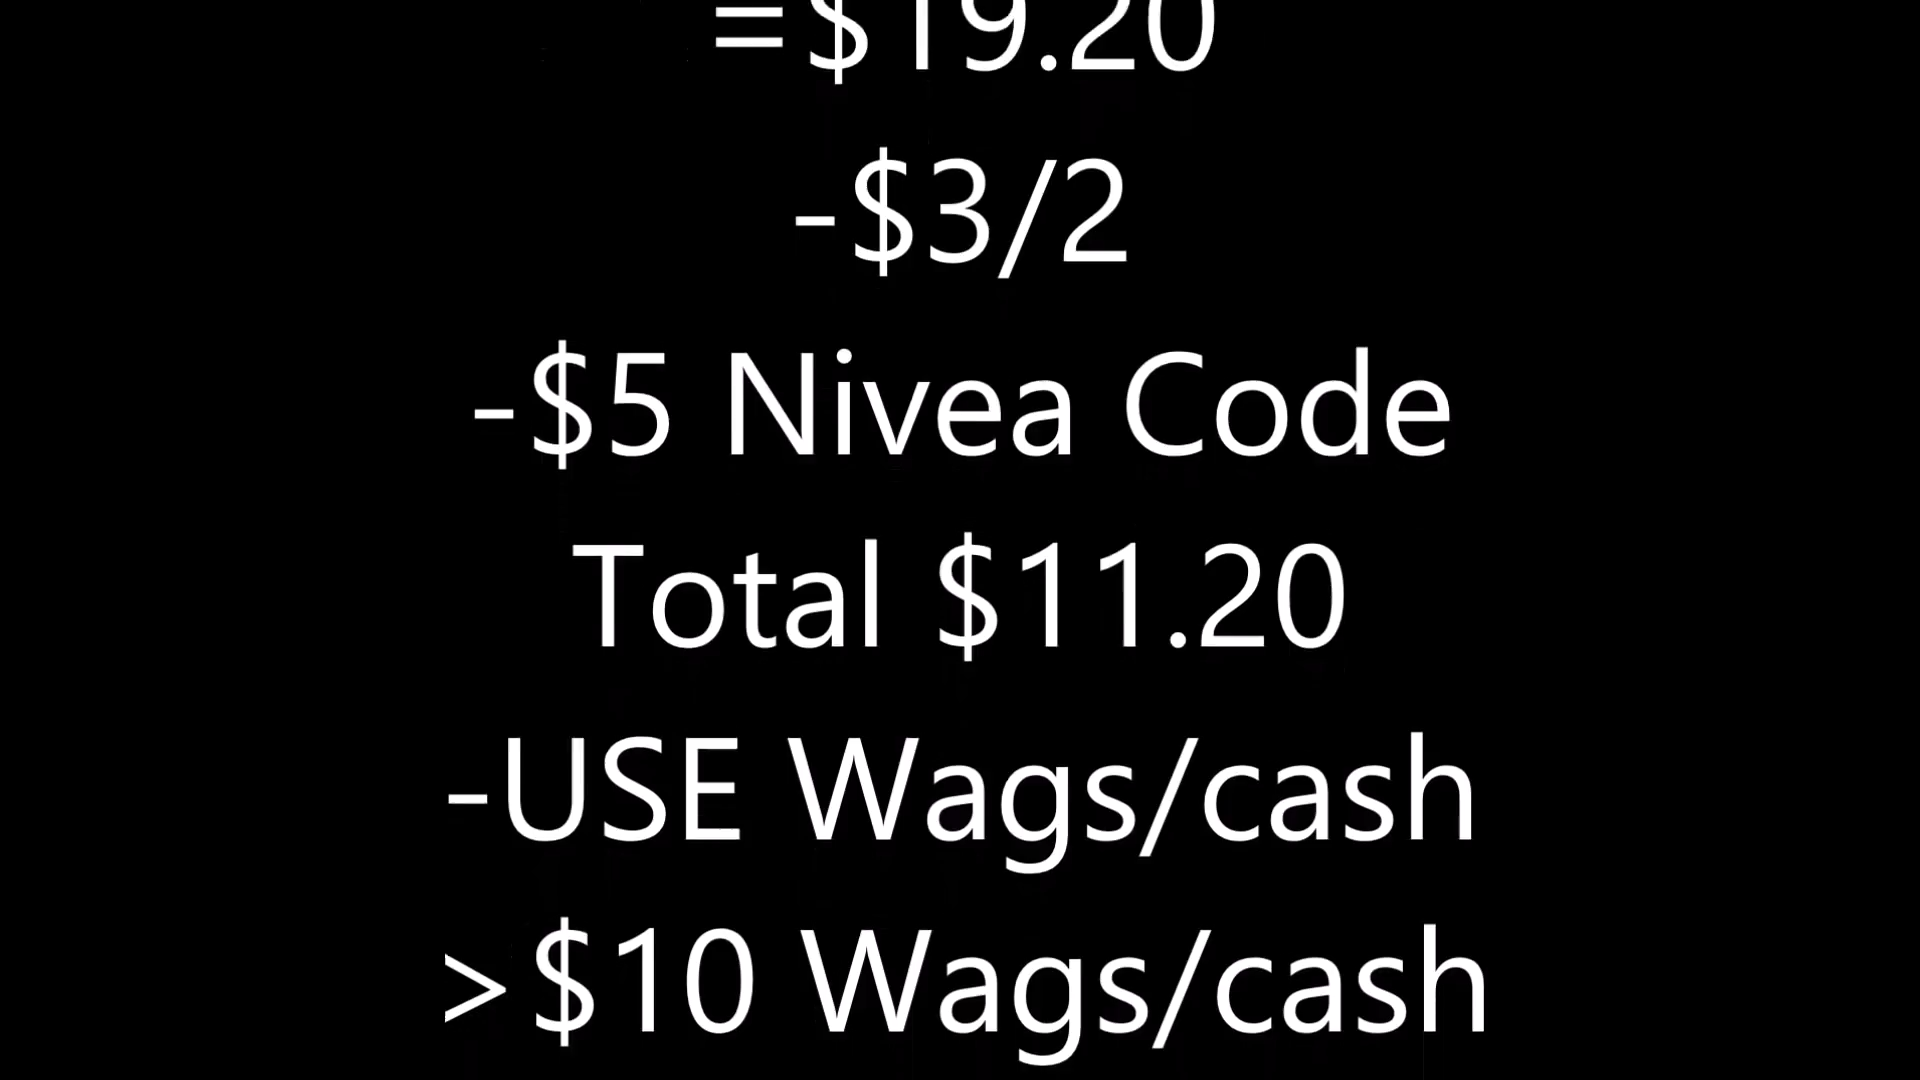 =$19.20
-$3/2
-$5 Nivea Code
Total $11.20
-USE Wags/cash
>$10 Wags/cash